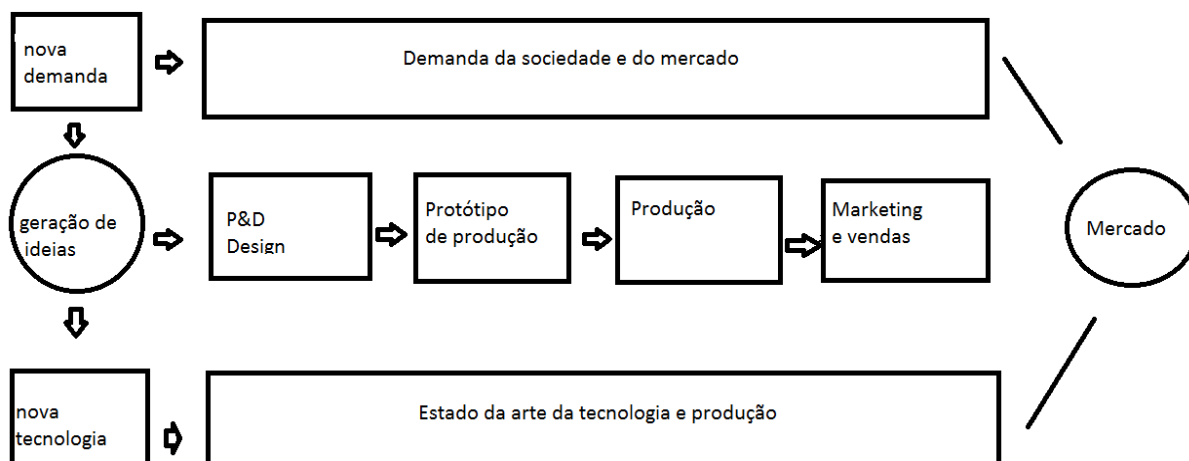 nova
demanda
Demanda da sociedade e do mercado
geração de
ideias
P&D
Design
Protótipo
de produção
Produção
Marketing
e vendas
Mercado
nova
tecnologia
Estado da arte da tecnologia e produção